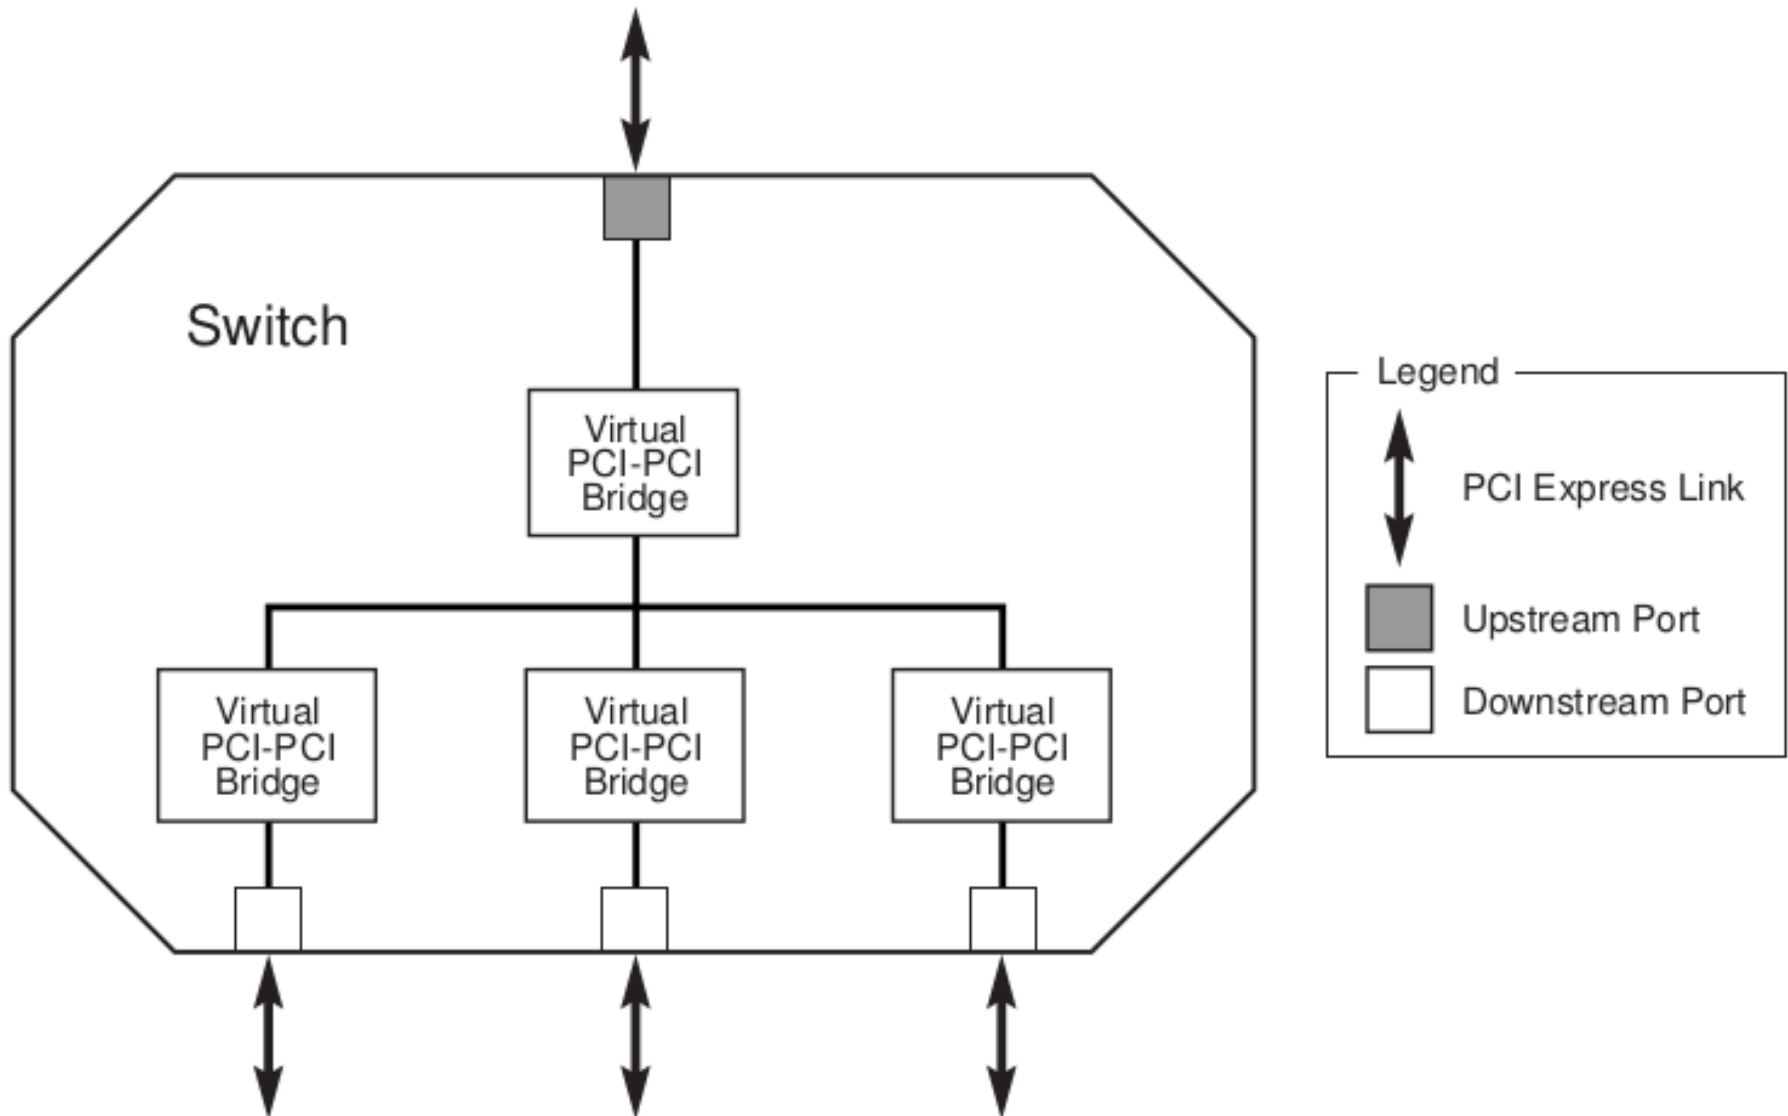 Switch
Virtual
PCI-PCI
Bridge
Virtual
PCI-PCI
Bridge
Virtual
PCI-PCI
Bridge
Virtual
PCI-PCI
Bridge
Legend
PCI Express Link
Upstream Port
Downstream Port